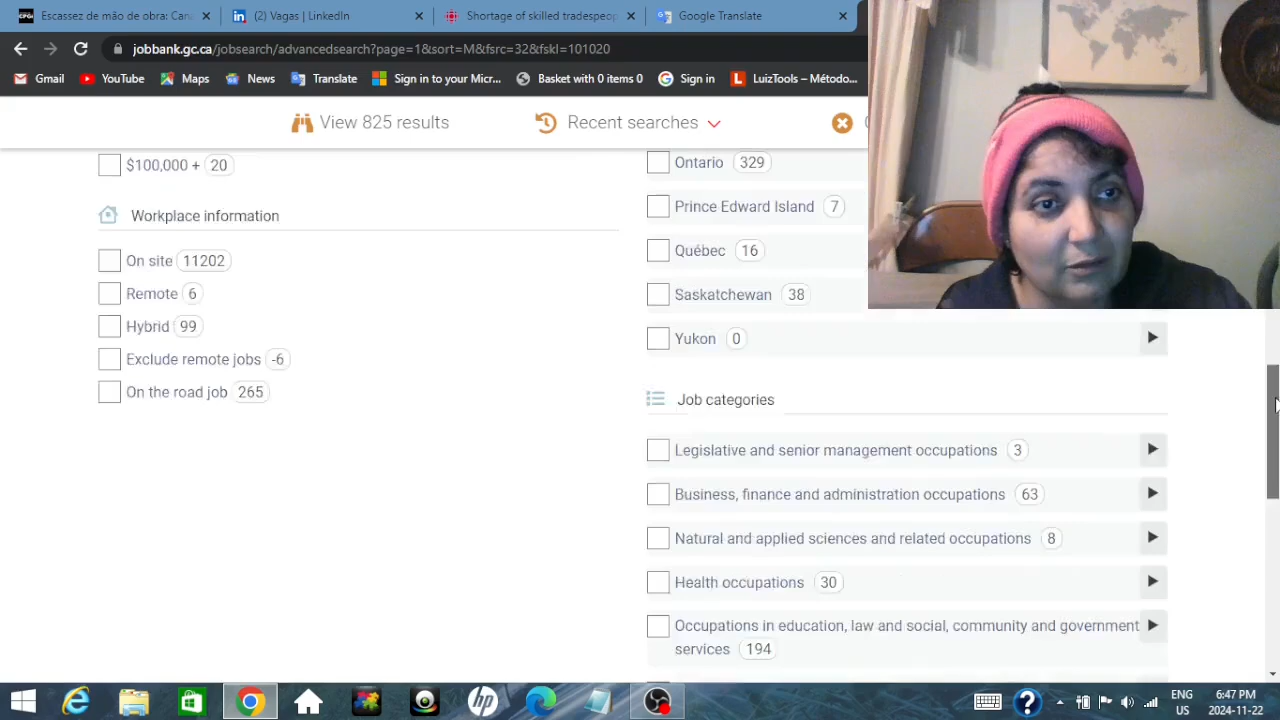 Escassez de mão de obra: Can
(2) Vagas | LinkedIn
Shortage of skilled tradespeop
Google Translate
jobbank.gc.ca/jobsearch/advancedsearch?page=1&sort=M&fsrc=32&fskl=101020
Gmail
YouTube
Maps
News
Translate
Sign in to your Micr...
Basket with 0 items 0
Sign in
LuizTools – Método...
View 825 results
Recent searches
$100,000 + 20
Workplace information
On site 11202
Remote 6
Hybrid 99
Exclude remote jobs -6
On the road job 265
Ontario 329
Prince Edward Island 7
Québec 16
Saskatchewan 38
Yukon 0
Job categories
Legislative and senior management occupations 3
Business, finance and administration occupations 63
Natural and applied sciences and related occupations 8
Health occupations 30
Occupations in education, law and social, community and government
services 194
ENG
US
6:47 PM
2024-11-22